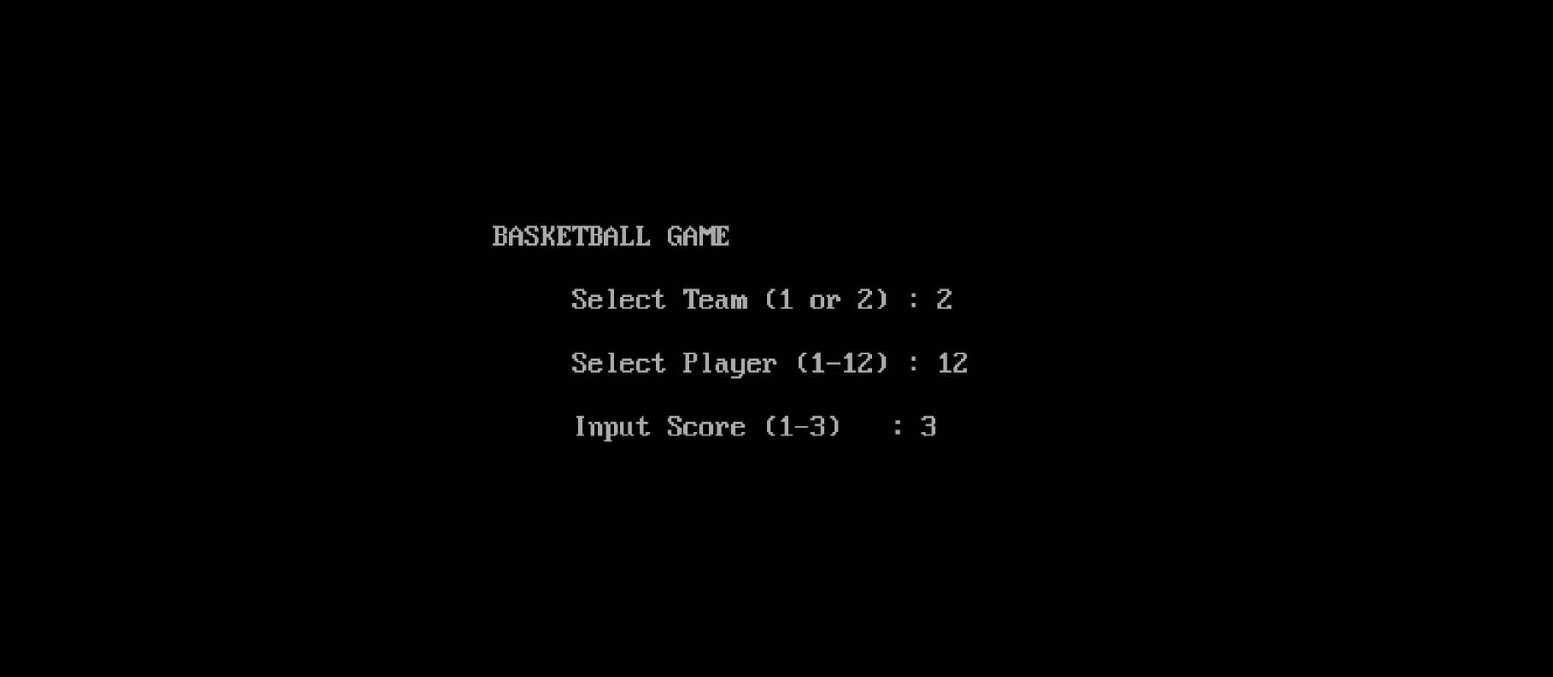 BASKETBALL GAME
Select Team (1 or 2) : 2
Select Player (1-12) : 12
Input Score (1-3)   : 3